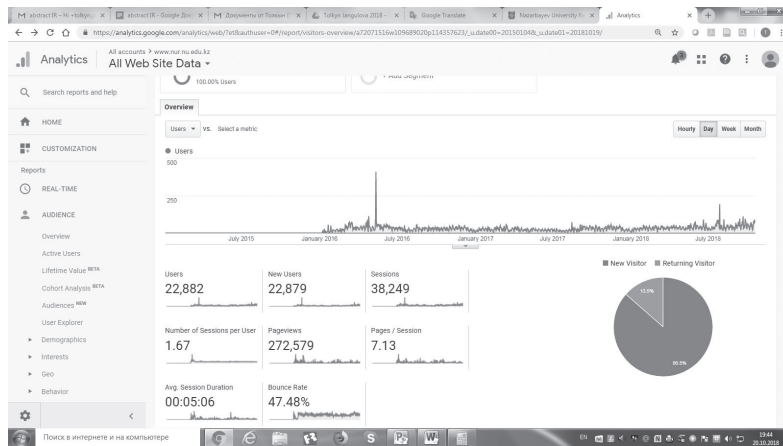 abstract IR - M... - tolkyn...
abstract IR - Google Док
Документы от Толкын
Tolkyn Jangulova 2018 -
Google Translate
Nazarbayev University R
Analytics
https://analytics.google.com/analytics/web/?etl&authuser=0#/report/visitors-overview/a72071516w109689020p114357623/_u.date00=20150104&_u.date01=20181019/
Analytics
All accounts > www.nur.nu.edu.kz
All Web Site Data
Search reports and help
HOME
CUSTOMIZATION
Reports
REAL-TIME
AUDIENCE
Overview
Active Users
Lifetime Value BETA
Cohort Analysis BETA
Audiences NEW
User Explorer
Demographics
Interests
Geo
Behavior
100.00% Users
+ Add Segment
Overview
Users VS. Select a metric
Hourly Day Week Month
Users
500
250
July 2015 January 2016 July 2016 January 2017 July 2017 January 2018 July 2018
New Visitor Returning Visitor
Users New Users Sessions
22,882 22,879 38,249
Number of Sessions per User Pageviews Pages / Session
1.67 272,579 7.13
Avg. Session Duration Bounce Rate
00:05:06 47.48%
Поиск в интернете и на компьютере
EN
19:44
20.10.2018